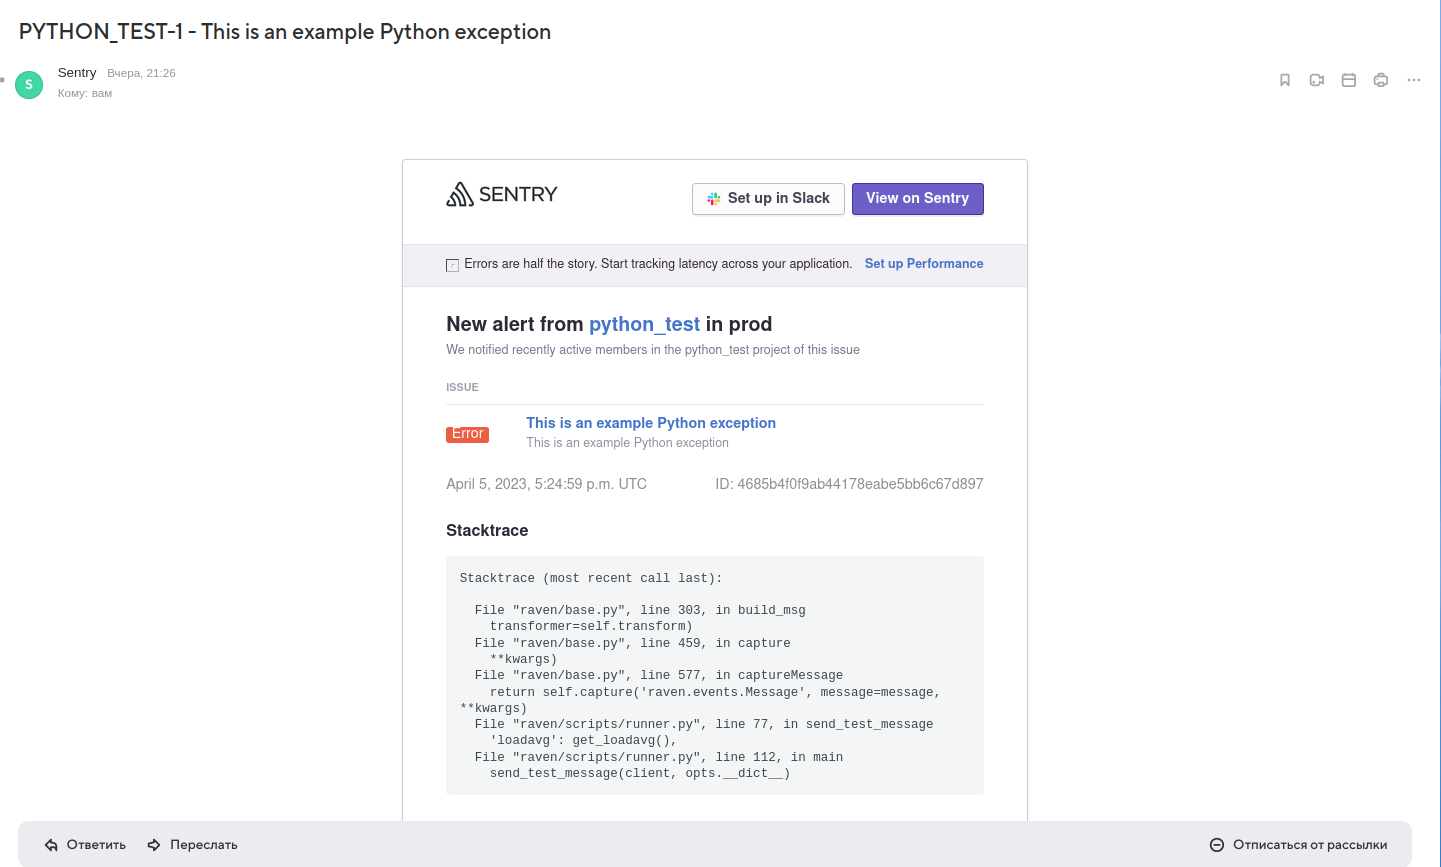 PYTHON_TEST-1 - This is an example Python exception
S
Sentry Вчера, 21:26
Кому: вам
SENTRY
Set up in Slack
View on Sentry
Errors are half the story. Start tracking latency across your application. Set up Performance
New alert from python_test in prod
We notified recently active members in the python_test project of this issue
ISSUE
Error
This is an example Python exception
This is an example Python exception
April 5, 2023, 5:24:59 p.m. UTC
ID: 4685b4f0f9ab44178eabe5bb6c67d897
Stacktrace
Stacktrace (most recent call last):
File "raven/base.py", line 303, in build_msg
transformer=self.transform)
File "raven/base.py", line 459, in capture
**kwargs)
File "raven/base.py", line 577, in captureMessage
return self.capture('raven.events.Message', message=message,
**kwargs)
File "raven/scripts/runner.py", line 77, in send_test_message
'loadavg': get_loadavg(),
File "raven/scripts/runner.py", line 112, in main
send_test_message(client, opts.__dict__)
Ответить
Переслать
Отписаться от рассылки